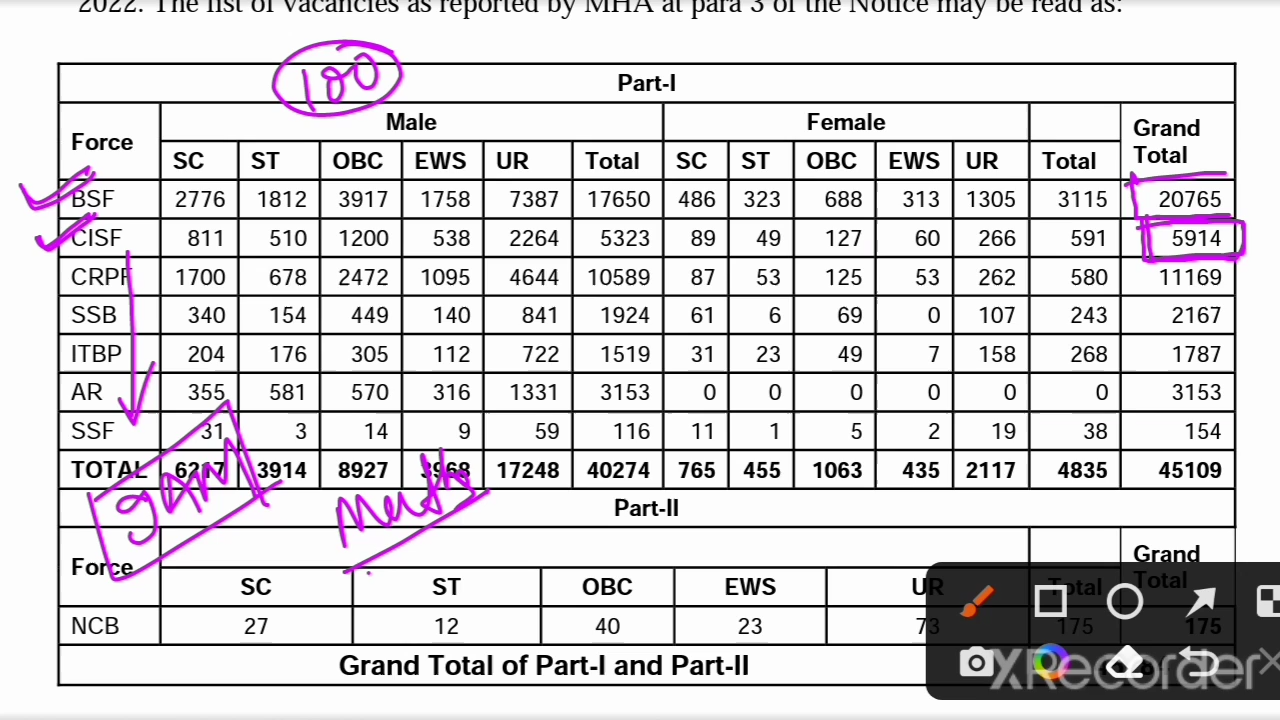 2022. The list of vacancies as reported by MHA at para 3 of the Notice may be read as:
100
Part-I
Force Male Female Grand Total
SC ST OBC EWS UR Total SC ST OBC EWS UR Total
BSF 2776 1812 3917 1758 7387 17650 486 323 688 313 1305 3115 20765
CISF 811 510 1200 538 2264 5323 89 49 127 60 266 591 5914
CRPF 1700 678 2472 1095 4644 10589 87 53 125 53 262 580 11169
SSB 340 154 449 140 841 1924 61 6 69 0 107 243 2167
ITBP 204 176 305 112 722 1519 31 23 49 7 158 268 1787
AR 355 581 570 316 1331 3153 0 0 0 0 0 0 3153
SSF 31 3 14 9 59 116 11 1 5 2 19 38 154
TOTAL 6217 3914 8927 3968 17248 40274 765 455 1063 435 2117 4835 45109
Part-II
Force Grand Total
SC ST OBC EWS UR Total
NCB 27 12 40 23 73 175 175
Grand Total of Part-I and Part-II
XRecorder